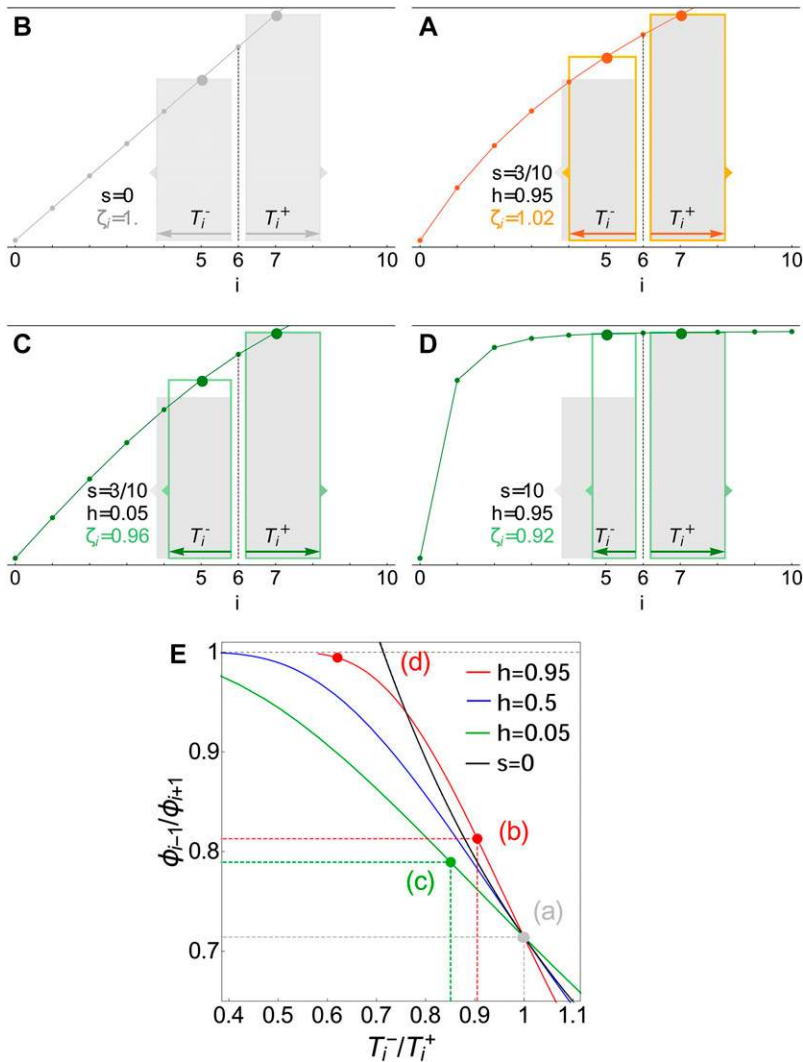 B
s=0
ζi=1.
Ti-
Ti+
0
5
6
7
10
i
A
s=3/10
h=0.95
ζi=1.02
Ti-
Ti+
0
5
6
7
10
i
C
s=3/10
h=0.05
ζi=0.96
Ti-
Ti+
0
5
6
7
10
i
D
s=10
h=0.95
ζi=0.92
Ti-
Ti+
0
5
6
7
10
i
E
ϕi−1/ϕi+1
1
0.9
0.8
0.7
(d)
(b)
(c)
(a)
h=0.95
h=0.5
h=0.05
s=0
0.4 0.5 0.6 0.7 0.8 0.9 1 1.1
Ti-/Ti+